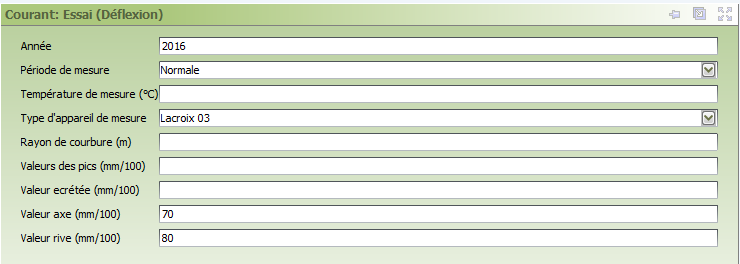 Courant: Essai (Déflexion)
Année 2016
Période de mesure Normale
Température de mesure (°C)
Type d'appareil de mesure Lacroix 03
Rayon de courbure (m)
Valeurs des pics (mm/100)
Valeur ecrétée (mm/100)
Valeur axe (mm/100) 70
Valeur rive (mm/100) 80